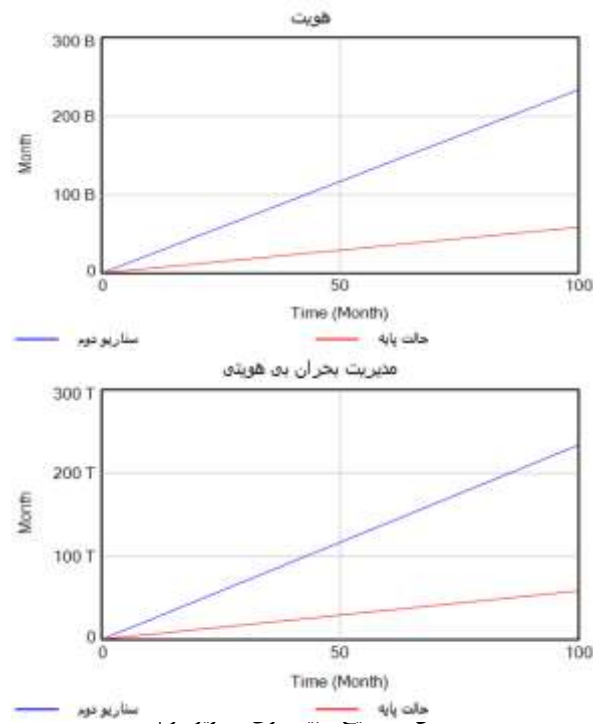 هویت
300 B
200 B
100 B
0
Month
0 50 100
Time (Month)
سناریو دوم حالت پایه
مدیریت بحران بی هویتی
300 T
200 T
100 T
0
Month
0 50 100
Time (Month)
سناریو دوم حالت پایه